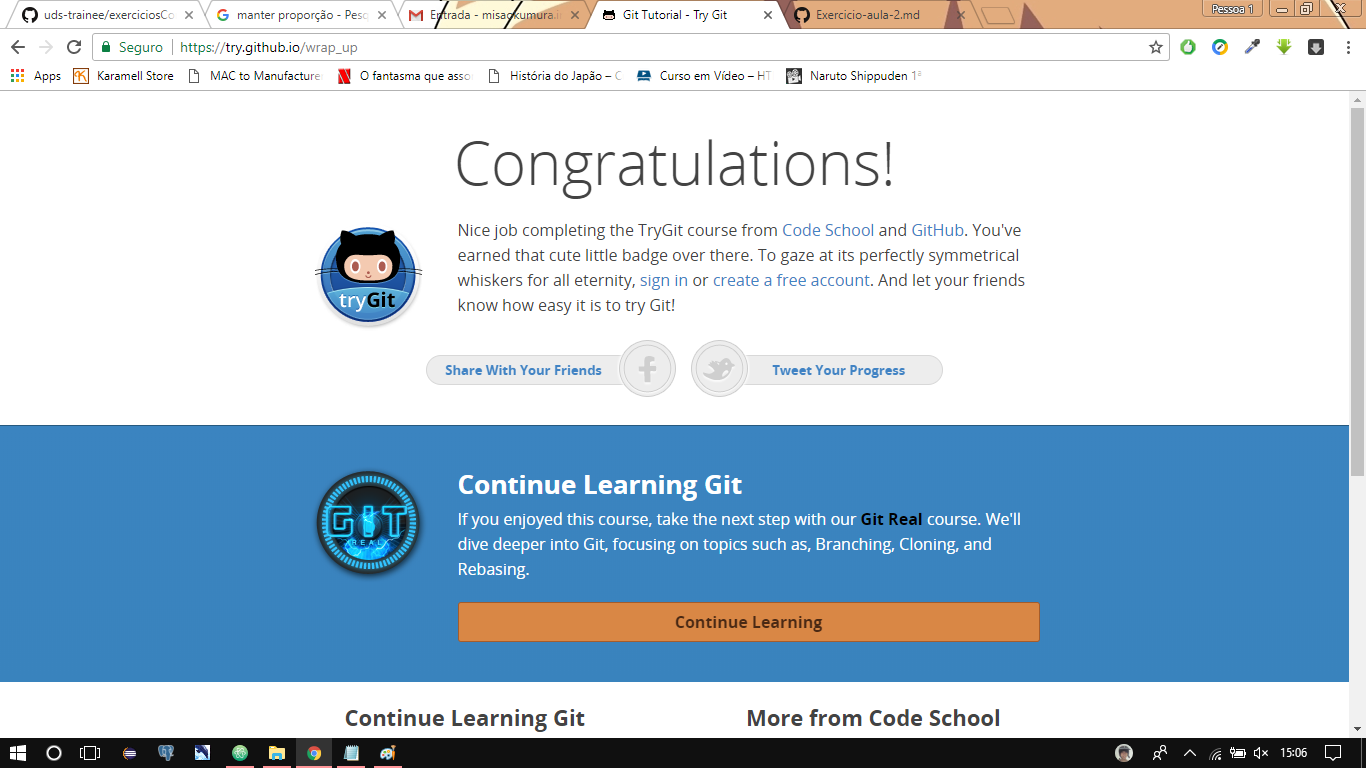 uds-trainee/exerciciosCo
manter proporção - Pesq
Entrada - misaokumura.i
Git Tutorial - Try Git
Exercicio-aula-2.md
Pessoa 1
Seguro
https://try.github.io/wrap_up
Apps
Karamell Store
MAC to Manufacture
O fantasma que asso
História do Japão – C
Curso em Vídeo – HT
Naruto Shippuden 1ª
Congratulations!
tryGit
Nice job completing the TryGit course from Code School and GitHub. You've
earned that cute little badge over there. To gaze at its perfectly symmetrical
whiskers for all eternity, sign in or create a free account. And let your friends
know how easy it is to try Git!
Share With Your Friends
Tweet Your Progress
GIT
REAL
Continue Learning Git
If you enjoyed this course, take the next step with our Git Real course. We'll
dive deeper into Git, focusing on topics such as, Branching, Cloning, and
Rebasing.
Continue Learning
Continue Learning Git
More from Code School
15:06